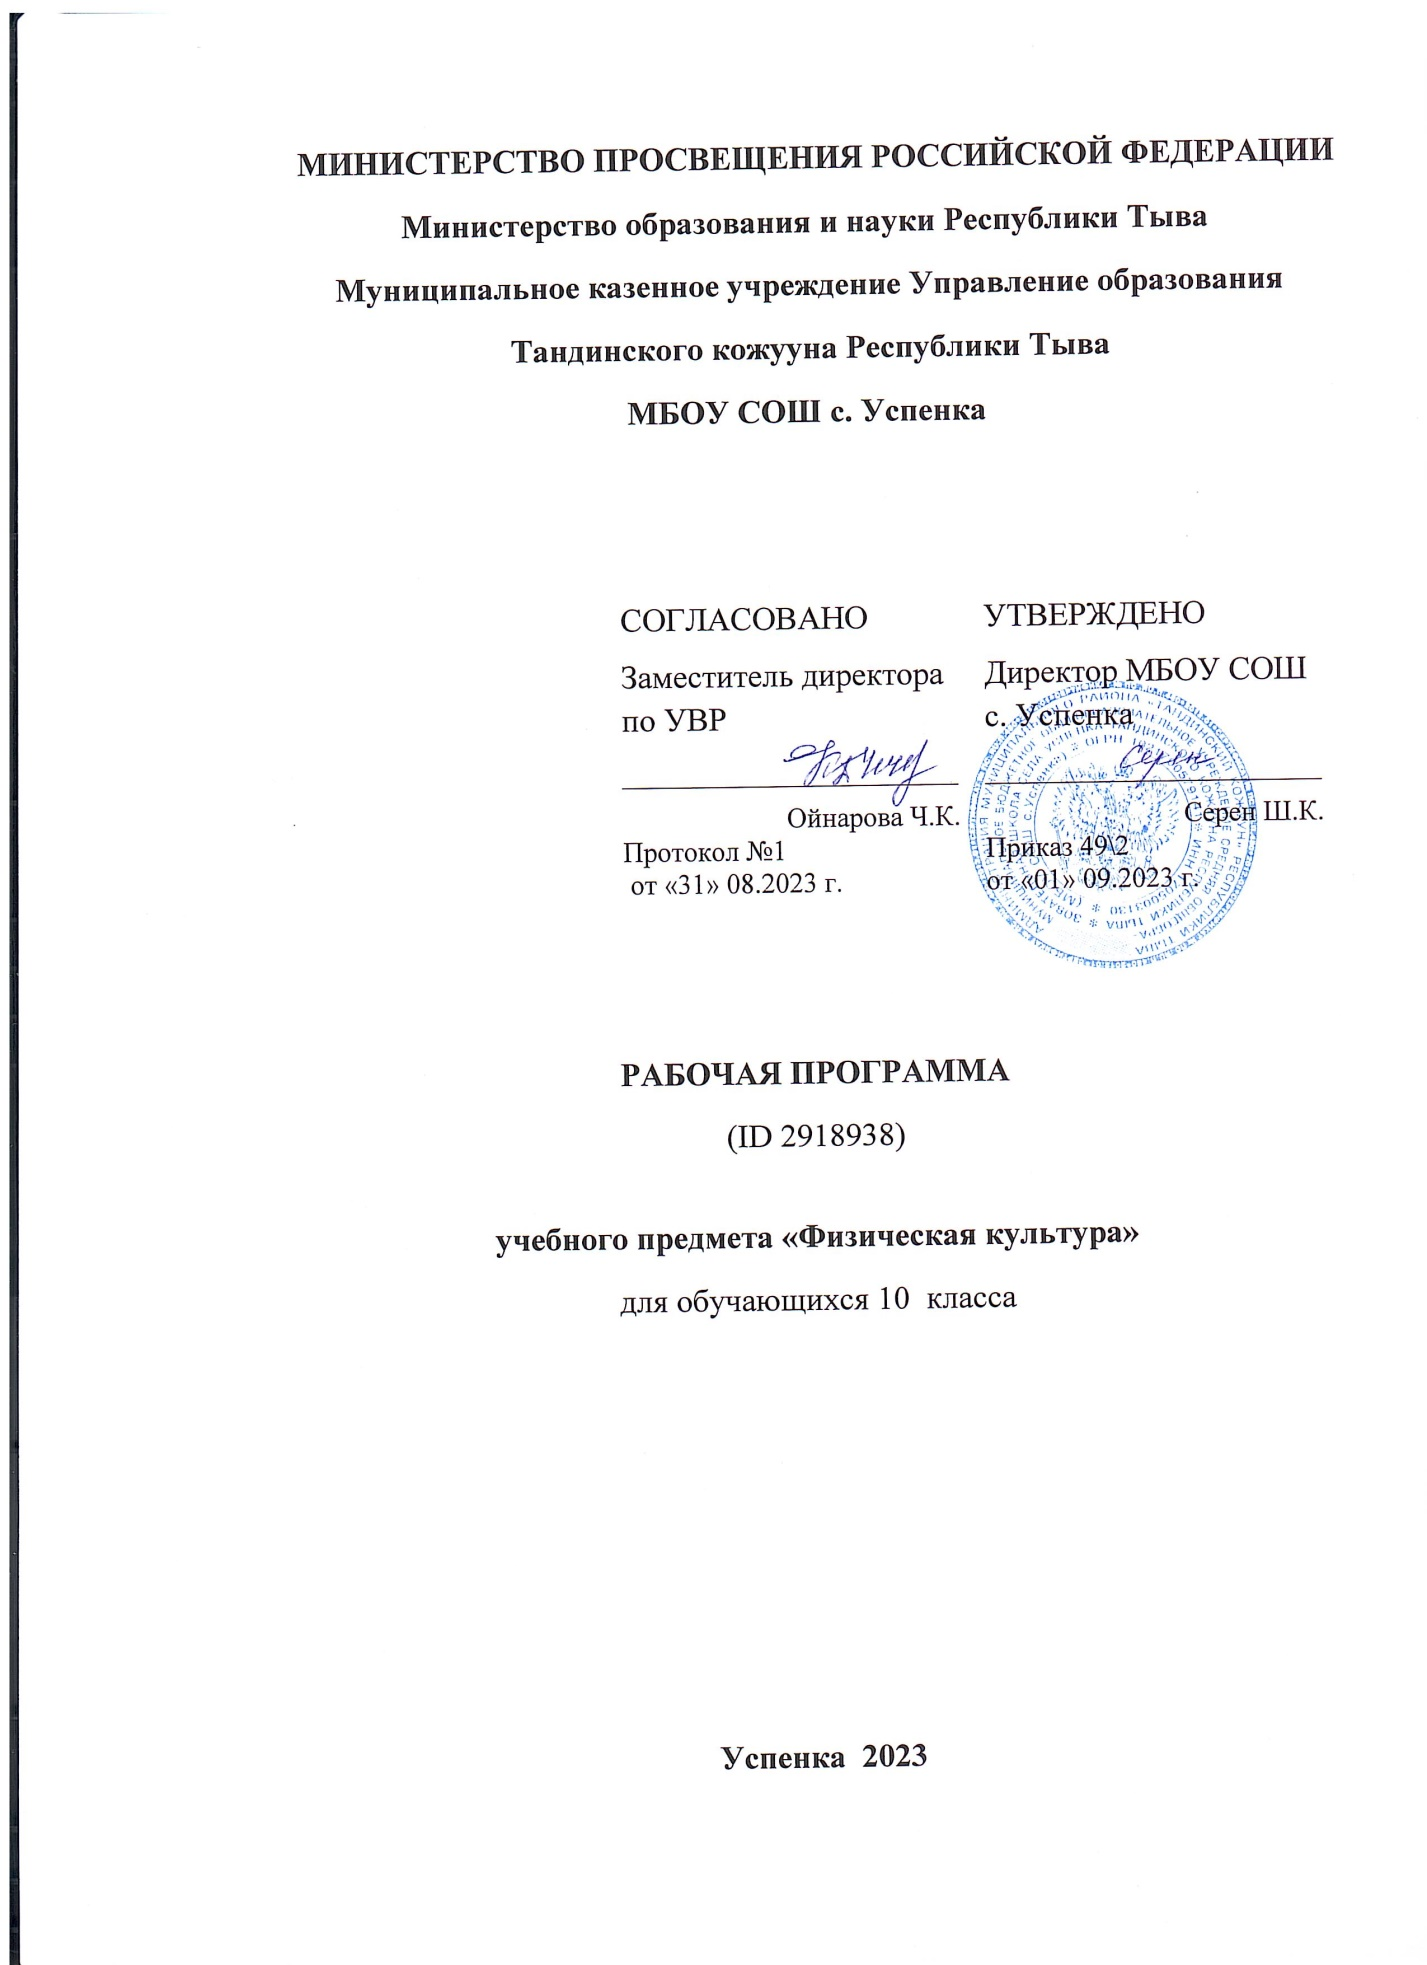 МИНИСТЕРСТВО ПРОСВЕЩЕНИЯ РОССИЙСКОЙ ФЕДЕРАЦИИ
Министерство образования и науки Республики Тыва
Муниципальное казенное учреждение Управление образования
Тандинского кожууна Республики Тыва
МБОУ СОШ с. Успенка
СОГЛАСОВАНО
Заместитель директора
по УВР
Ойнарова Ч.К.
Протокол №1
от «31» 08.2023 г.
УТВЕРЖДЕНО
Директор МБОУ СОШ
с. Успенка
Серен
Серен Ш.К.
Приказ 49\2
от «01» 09.2023 г.
РАБОЧАЯ ПРОГРАММА
(ID 2918938)
учебного предмета «Физическая культура»
для обучающихся 10 класса
Успенка 2023